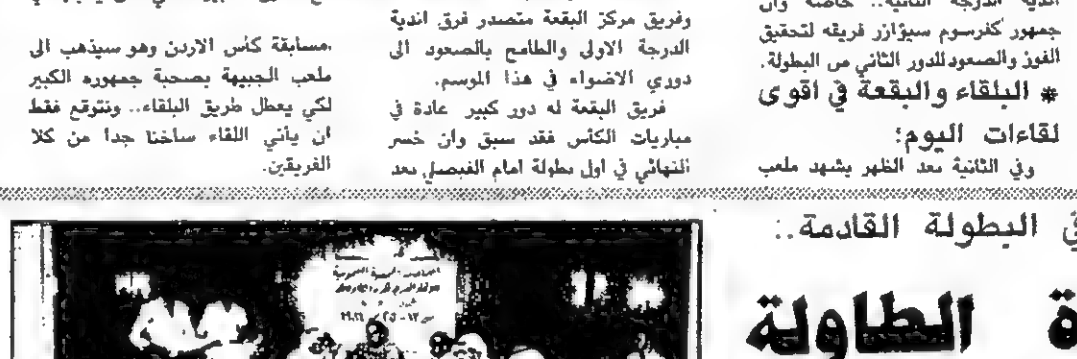 اندية الدرجة الثانية.. خاصة وان
جمهور كفرسوم سيؤازر فريقه لتحقيق
الفوز والصعود للدور الثاني من البطولة.
* البلقاء والبقعة في اقوى
لقاءات اليوم:
وفي الثانية بعد الظهر يشهد ملعب
وفريق مركز البقعة متصدر فرق اندية
الدرجة الاولى والطامح بالصعود الى
دوري الاضواء في هذا الموسم.
فريق البقعة له دور كبير عادة في
مباريات الكأس فقد سبق وان خسر
النهائي في اول بطولة امام الفيصلي بعد
مسابقة كأس الاردن وهو سيذهب الى
ملعب الجبيهة بصحبة جمهوره الكبير
لكي يعطل طريق البلقاء.. ونتوقع فقط
ان يأتي اللقاء ساخنا جدا من كلا
الفريقين.
في البطولة القادمة..:
ة الطاولة